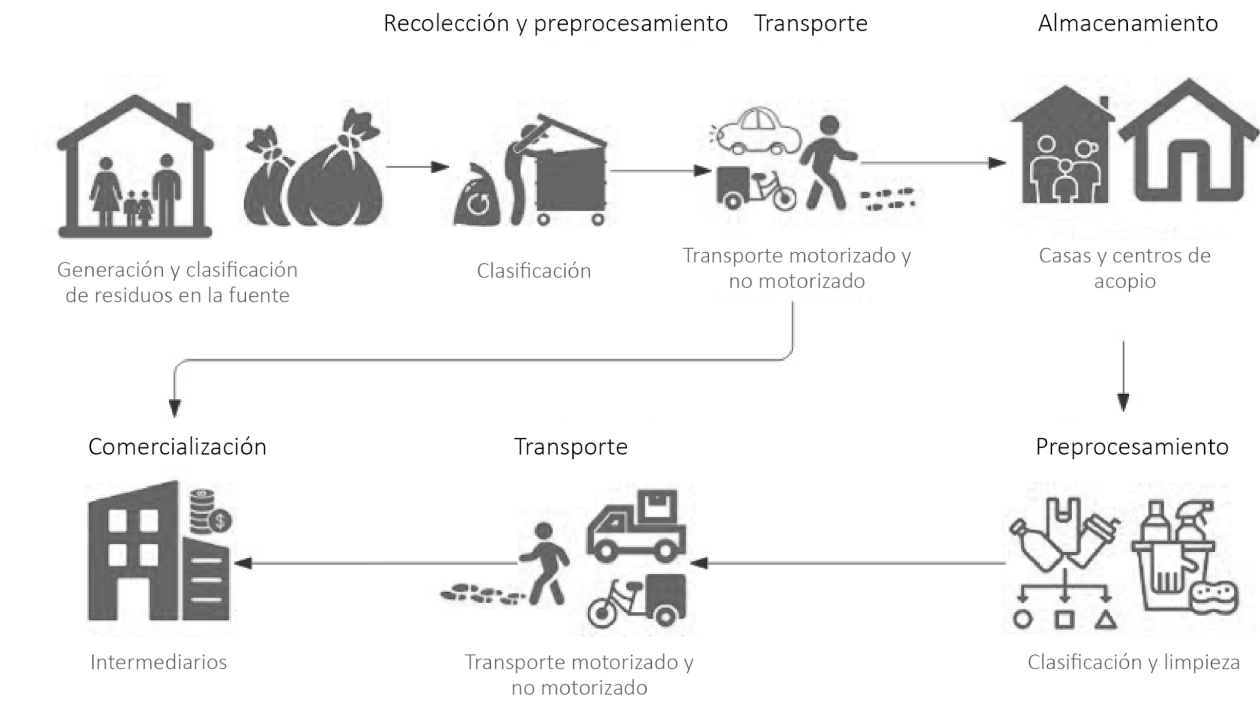 Recolección y preprocesamiento
Transporte
Almacenamiento
Generación y clasificación
de residuos en la fuente
Clasificación
Transporte motorizado y
no motorizado
Casas y centros de
acopio
Comercialización
Transporte
Preprocesamiento
$
Intermediarios
Transporte motorizado y
no motorizado
Clasificación y limpieza